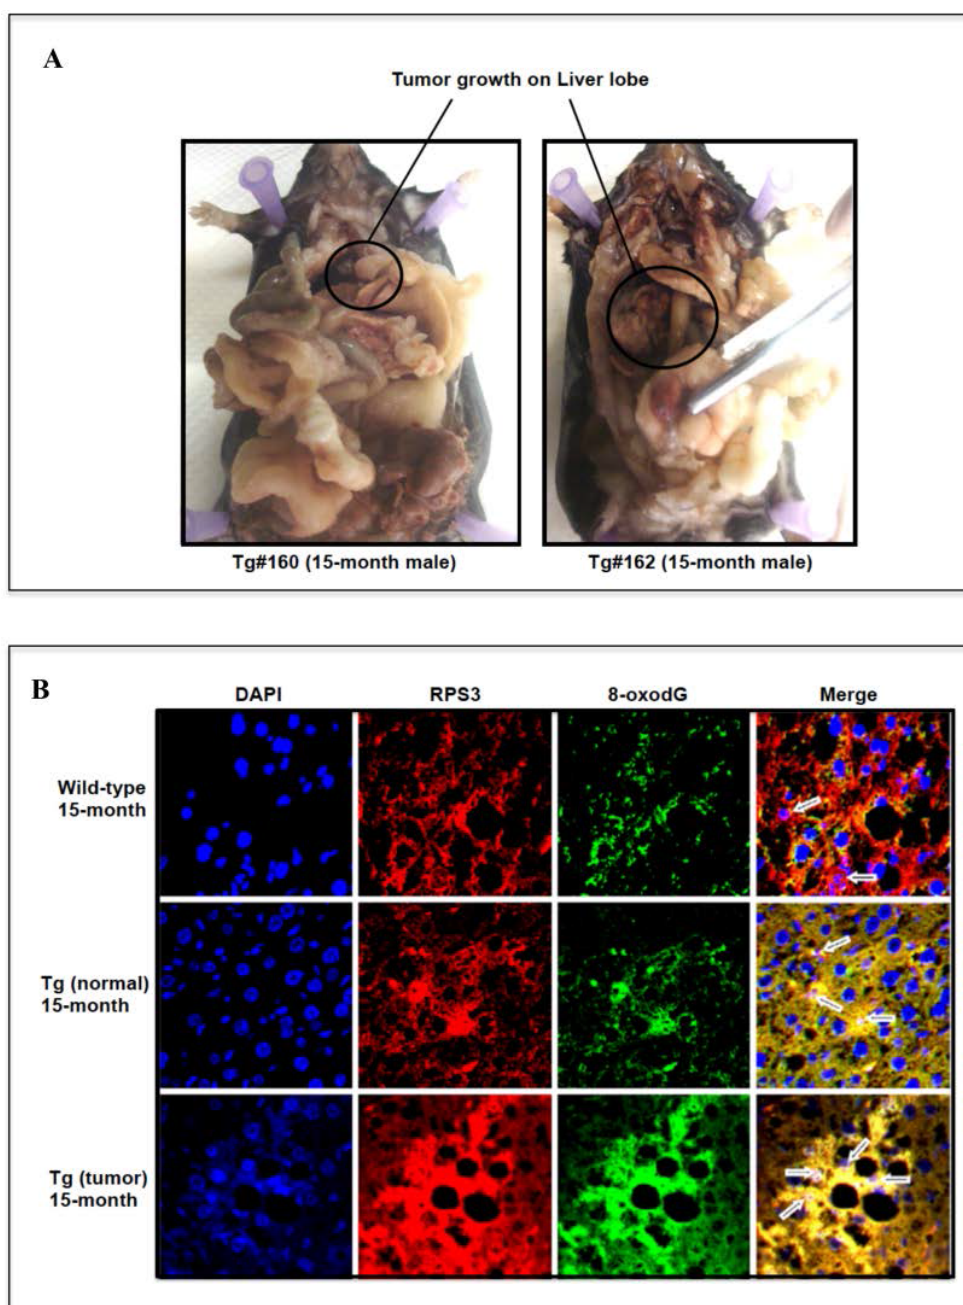 A
Tumor growth on Liver lobe
Tg#160 (15-month male)
Tg#162 (15-month male)
B
DAPI
RPS3
8-oxodG
Merge
Wild-type
15-month
Tg (normal)
15-month
Tg (tumor)
15-month